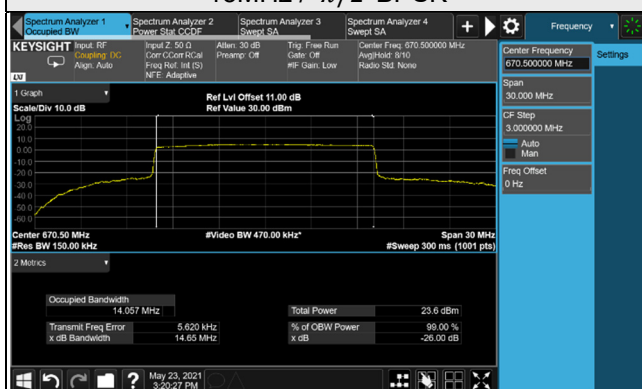 15MHz / π/2-BPSK
Spectrum Analyzer 1
Occupied BW
Spectrum Analyzer 2
Power Stat CCDF
Spectrum Analyzer 3
Swept SA
Spectrum Analyzer 4
Swept SA
Frequency
KEYSIGHT
Input: RF
Coupling: DC
Align: Auto
Input Z: 50 Ω
Corr CCorr RCal
Freq Ref: Int (S)
NFE: Adaptive
Atten: 30 dB
Preamp: Off
Trig: Free Run
Gate: Off
#IF Gain: Low
Center Freq: 670.500000 MHz
Avg|Hold: 8/10
Radio Std: None
LXI
Center Frequency
670.500000 MHz
Settings
Span
30.000 MHz
CF Step
3.000000 MHz
Auto
Man
Freq Offset
0 Hz
1 Graph
Scale/Div 10.0 dB
Ref Lvl Offset 11.00 dB
Ref Value 30.00 dBm
Log
20.0
10.0
0.00
-10.0
-20.0
-30.0
-40.0
-50.0
-60.0
Center 670.50 MHz
#Video BW 470.00 kHz*
Span 30 MHz
#Res BW 150.00 kHz
#Sweep 300 ms (1001 pts)
2 Metrics
Occupied Bandwidth
14.057 MHz
Total Power
23.6 dBm
Transmit Freq Error
5.620 kHz
% of OBW Power
99.00 %
x dB Bandwidth
14.65 MHz
x dB
-26.00 dB
May 23, 2021
3:20:27 PM